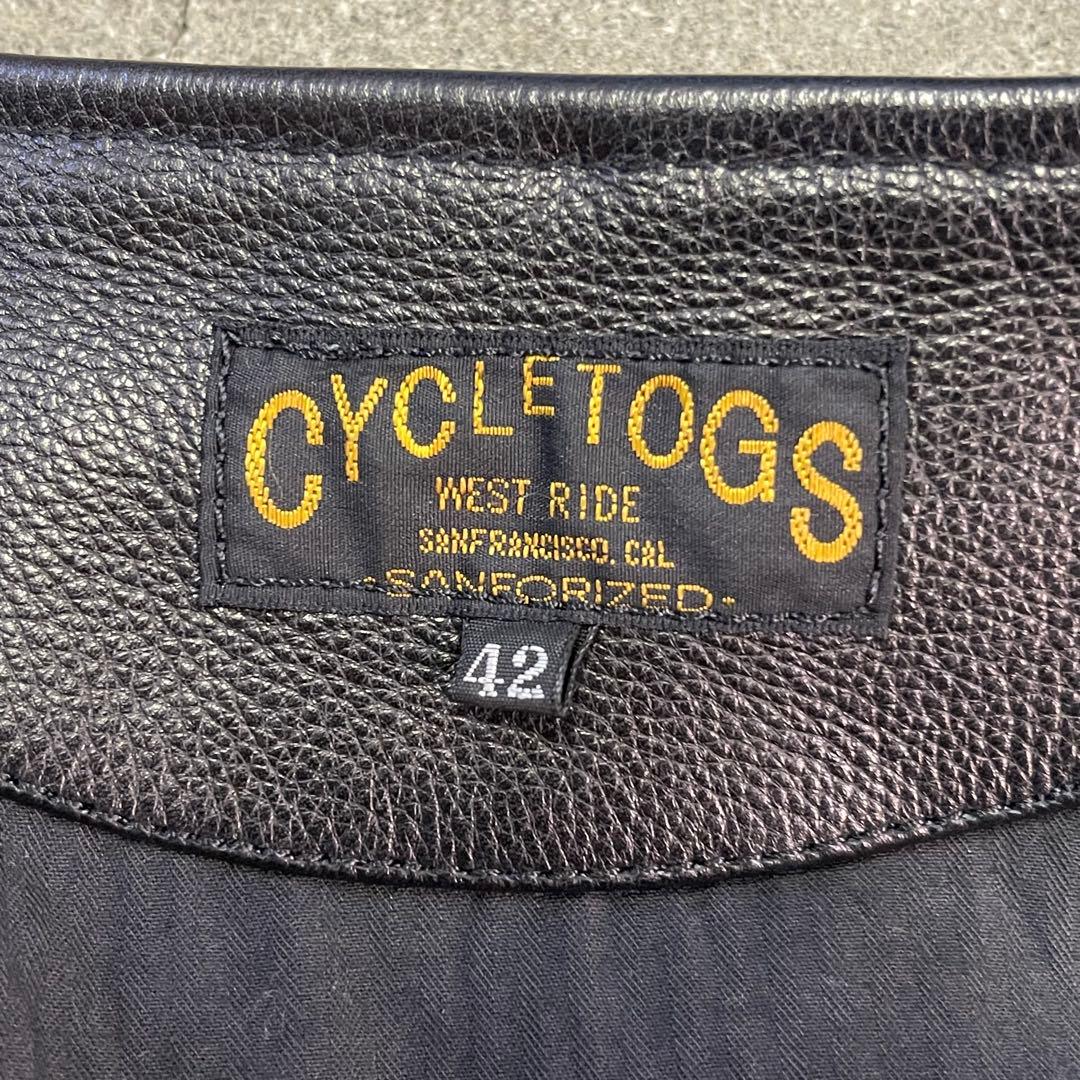 CYCLETOGS
WEST RIDE
SANFRANCISCO. CAL
·SANFORIZED·
42